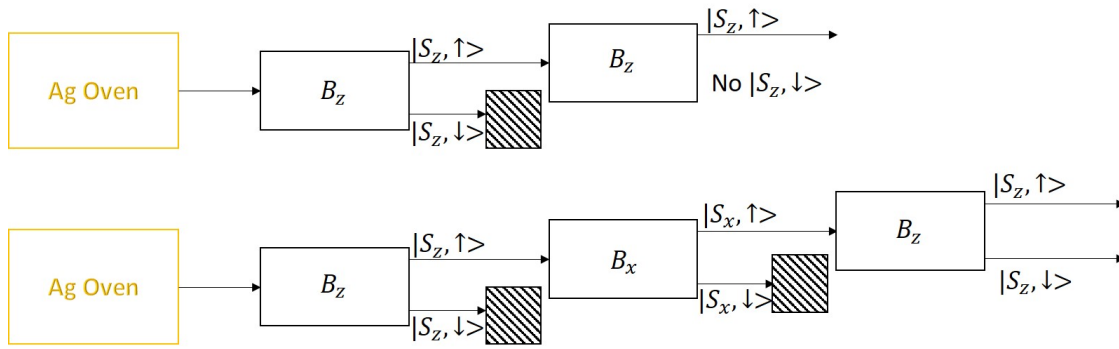 |S_z, ↑>
Ag Oven
B_z
|S_z, ↑>
B_z
No |S_z, ↓>
|S_z, ↓>
|S_z, ↑>
Ag Oven
B_z
|S_z, ↑>
B_x
|S_x, ↑>
B_z
|S_z, ↓>
|S_x, ↓>
|S_z, ↓>